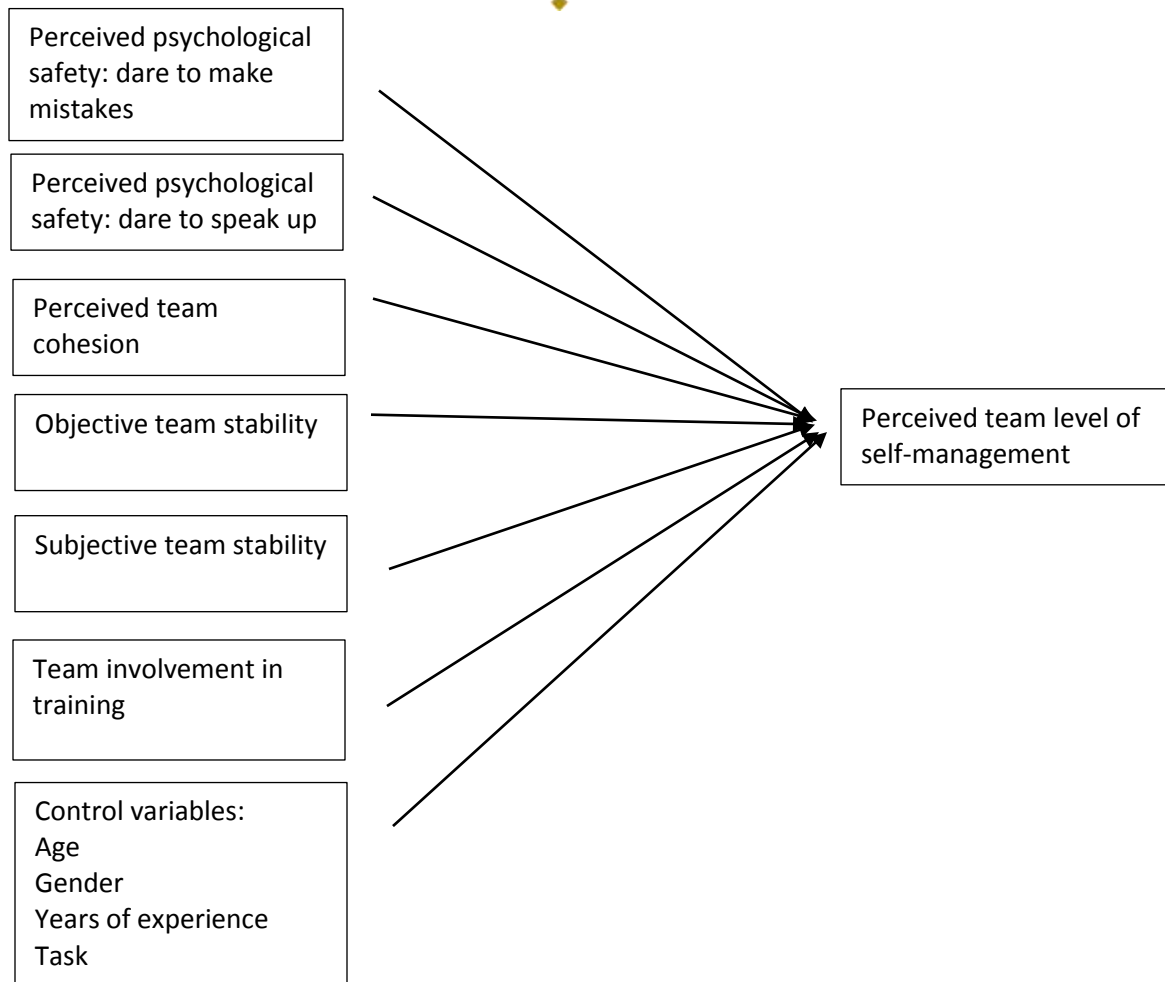 Perceived psychological
safety: dare to make
mistakes
Perceived psychological
safety: dare to speak up
Perceived team
cohesion
Objective team stability
Subjective team stability
Team involvement in
training
Control variables:
Age
Gender
Years of experience
Task
Perceived team level of
self-management